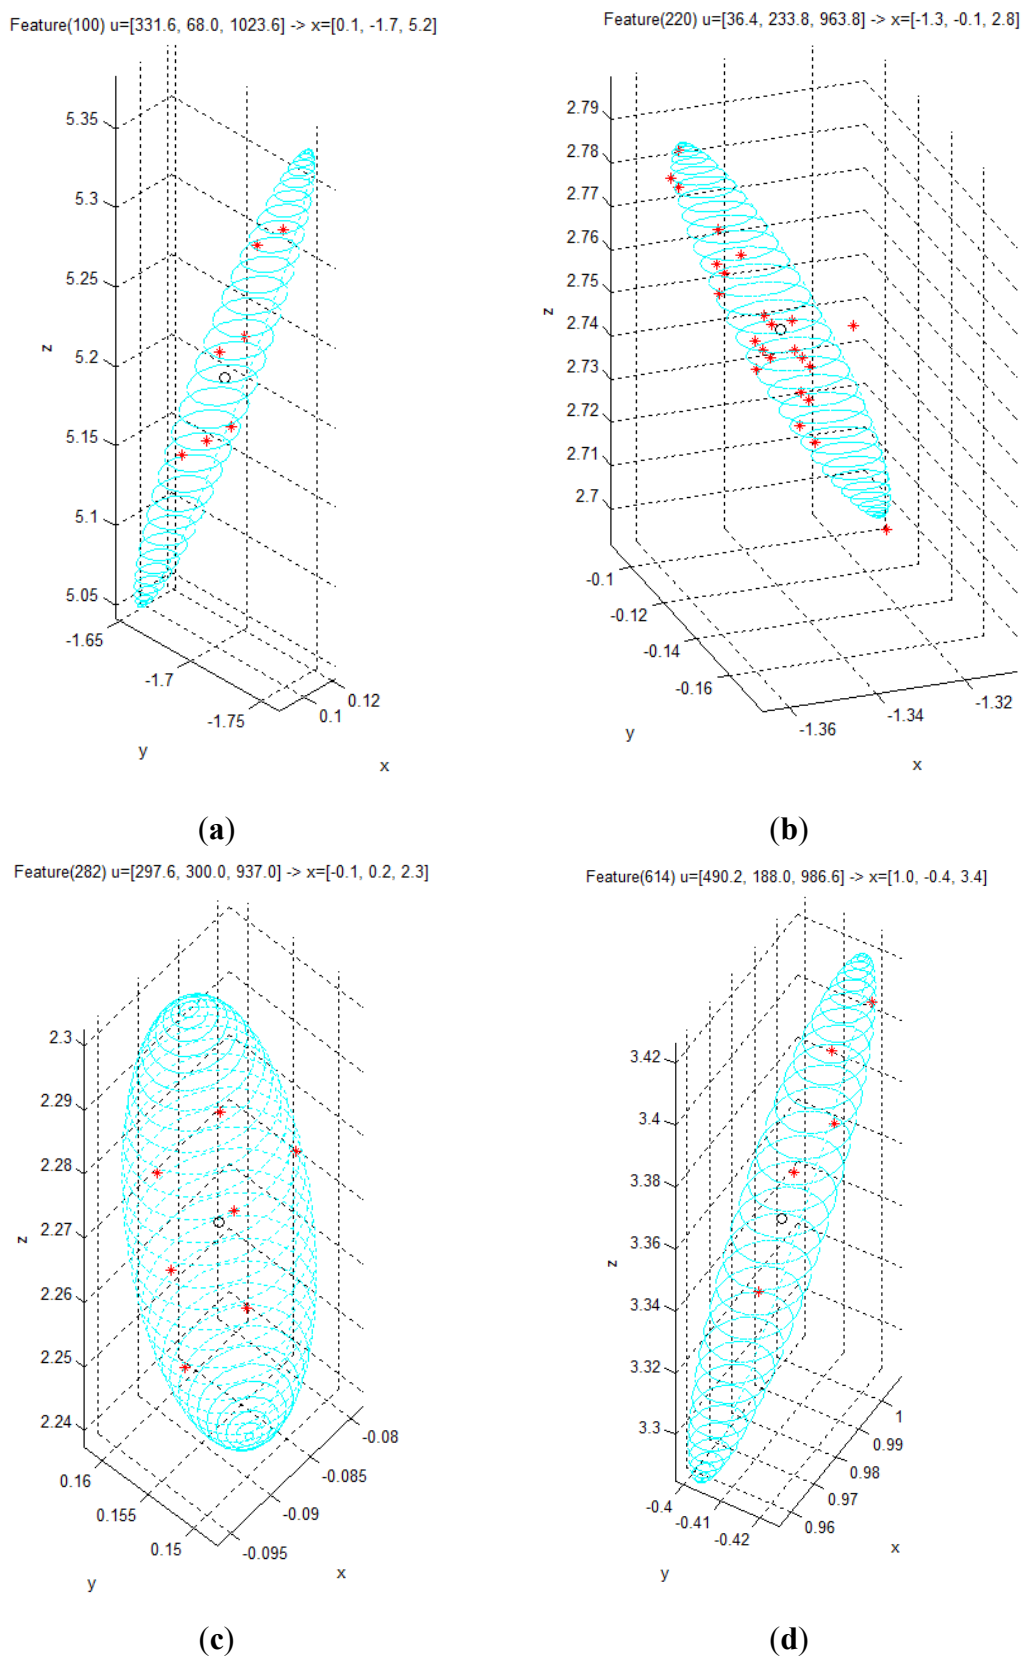 Feature(100) u=[331.6, 68.0, 1023.6] -> x=[0.1, -1.7, 5.2]
5.35
5.3
5.25
5.2
5.15
5.1
5.05
z
-1.65
-1.7
-1.75
0.1
0.12
y
x
(a)
Feature(220) u=[36.4, 233.8, 963.8] -> x=[-1.3, -0.1, 2.8]
2.79
2.78
2.77
2.76
2.75
2.74
2.73
2.72
2.71
2.7
z
-0.1
-0.12
-0.14
-0.16
-1.36
-1.34
-1.32
y
x
(b)
Feature(282) u=[297.6, 300.0, 937.0] -> x=[-0.1, 0.2, 2.3]
2.3
2.29
2.28
2.27
2.26
2.25
2.24
z
0.16
0.155
0.15
-0.095
-0.09
-0.085
-0.08
y
x
(c)
Feature(614) u=[490.2, 188.0, 986.6] -> x=[1.0, -0.4, 3.4]
3.42
3.4
3.38
3.36
3.34
3.32
3.3
z
-0.4
-0.41
-0.42
0.96
0.97
0.98
0.99
1
y
x
(d)